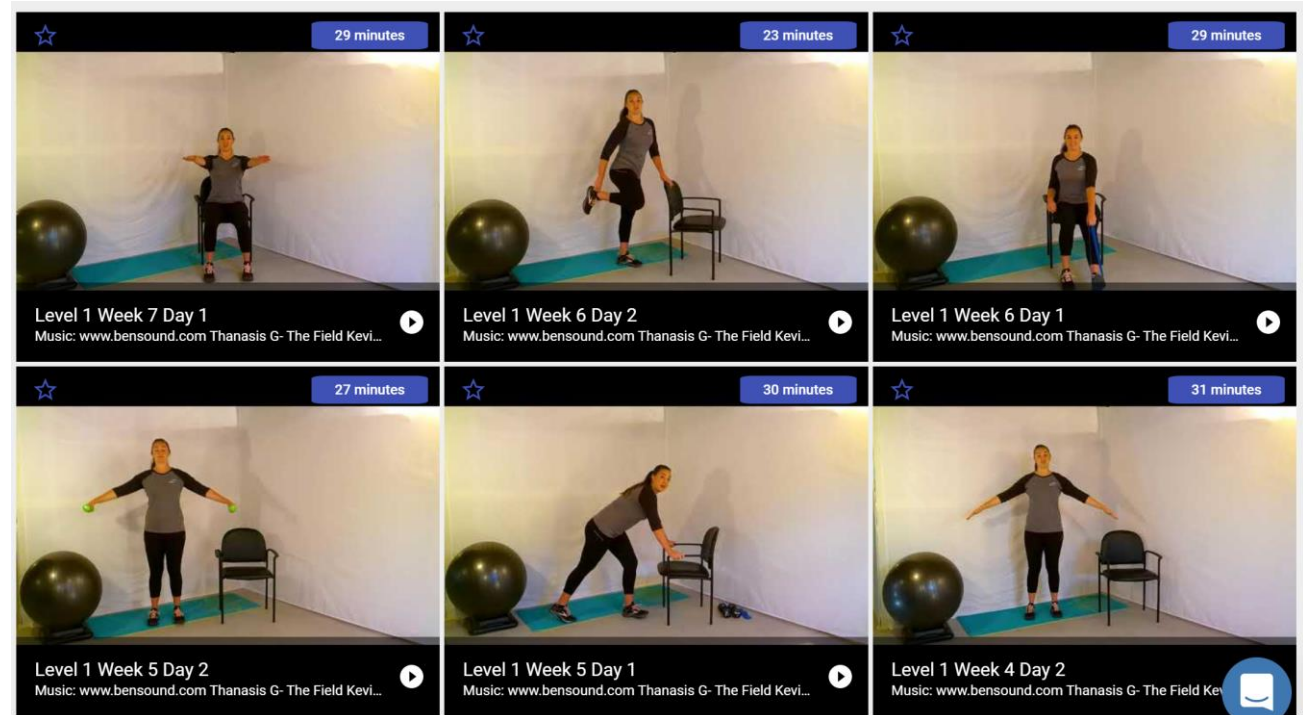 29 minutes
23 minutes
29 minutes
Level 1 Week 7 Day 1
Music: www.bensound.com Thanasis G- The Field Kevi...
Level 1 Week 6 Day 2
Music: www.bensound.com Thanasis G- The Field Kevi...
Level 1 Week 6 Day 1
Music: www.bensound.com Thanasis G- The Field Kevi...
27 minutes
30 minutes
31 minutes
Level 1 Week 5 Day 2
Music: www.bensound.com Thanasis G- The Field Kevi...
Level 1 Week 5 Day 1
Music: www.bensound.com Thanasis G- The Field Kevi...
Level 1 Week 4 Day 2
Music: www.bensound.com Thanasis G- The Field Ke